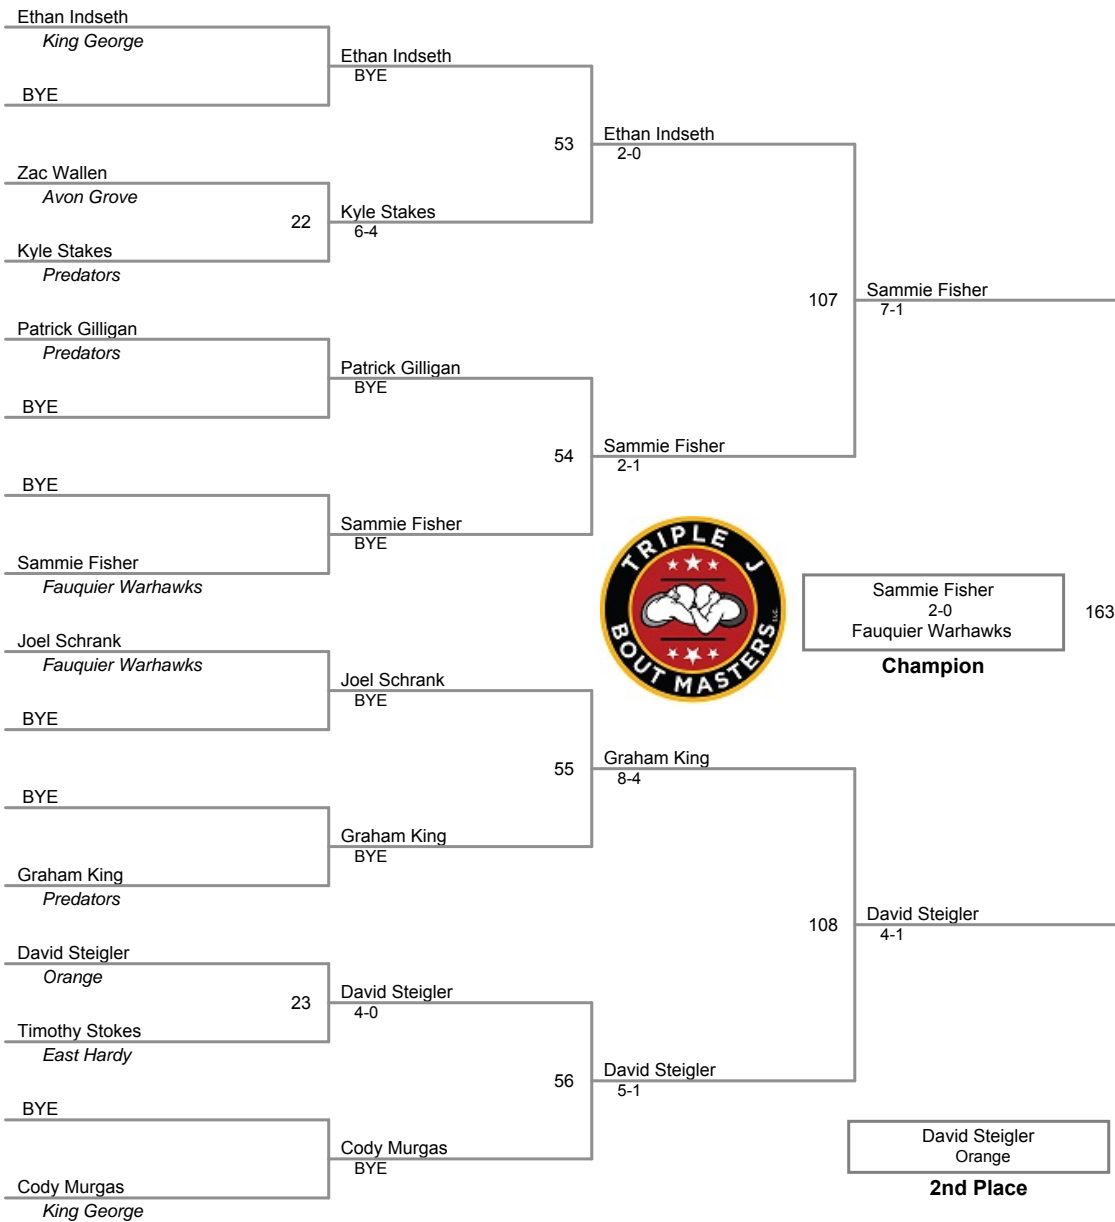 Ethan Indseth
King George
BYE
Ethan Indseth
BYE
53
Ethan Indseth
2-0
Zac Wallen
Avon Grove
22
Kyle Stakes
6-4
Kyle Stakes
Predators
107
Sammie Fisher
7-1
Patrick Gilligan
Predators
Patrick Gilligan
BYE
BYE
54
Sammie Fisher
2-1
BYE
Sammie Fisher
BYE
Sammie Fisher
Fauquier Warhawks
TRIPLE J
BOUT MASTERS LLC.
Sammie Fisher
2-0
Fauquier Warhawks
163
Champion
Joel Schrank
Fauquier Warhawks
Joel Schrank
BYE
BYE
55
Graham King
8-4
BYE
Graham King
BYE
Graham King
Predators
108
David Steigler
4-1
David Steigler
Orange
23
David Steigler
4-0
Timothy Stokes
East Hardy
56
David Steigler
5-1
BYE
Cody Murgas
BYE
Cody Murgas
King George
David Steigler
Orange
2nd Place